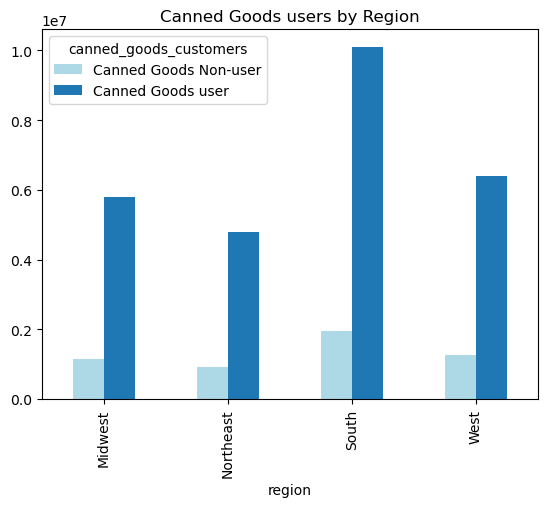 Canned Goods users by Region
1e7
canned_goods_customers
Canned Goods Non-user
Canned Goods user
1.0
0.8
0.6
0.4
0.2
0.0
Midwest
Northeast
South
West
region